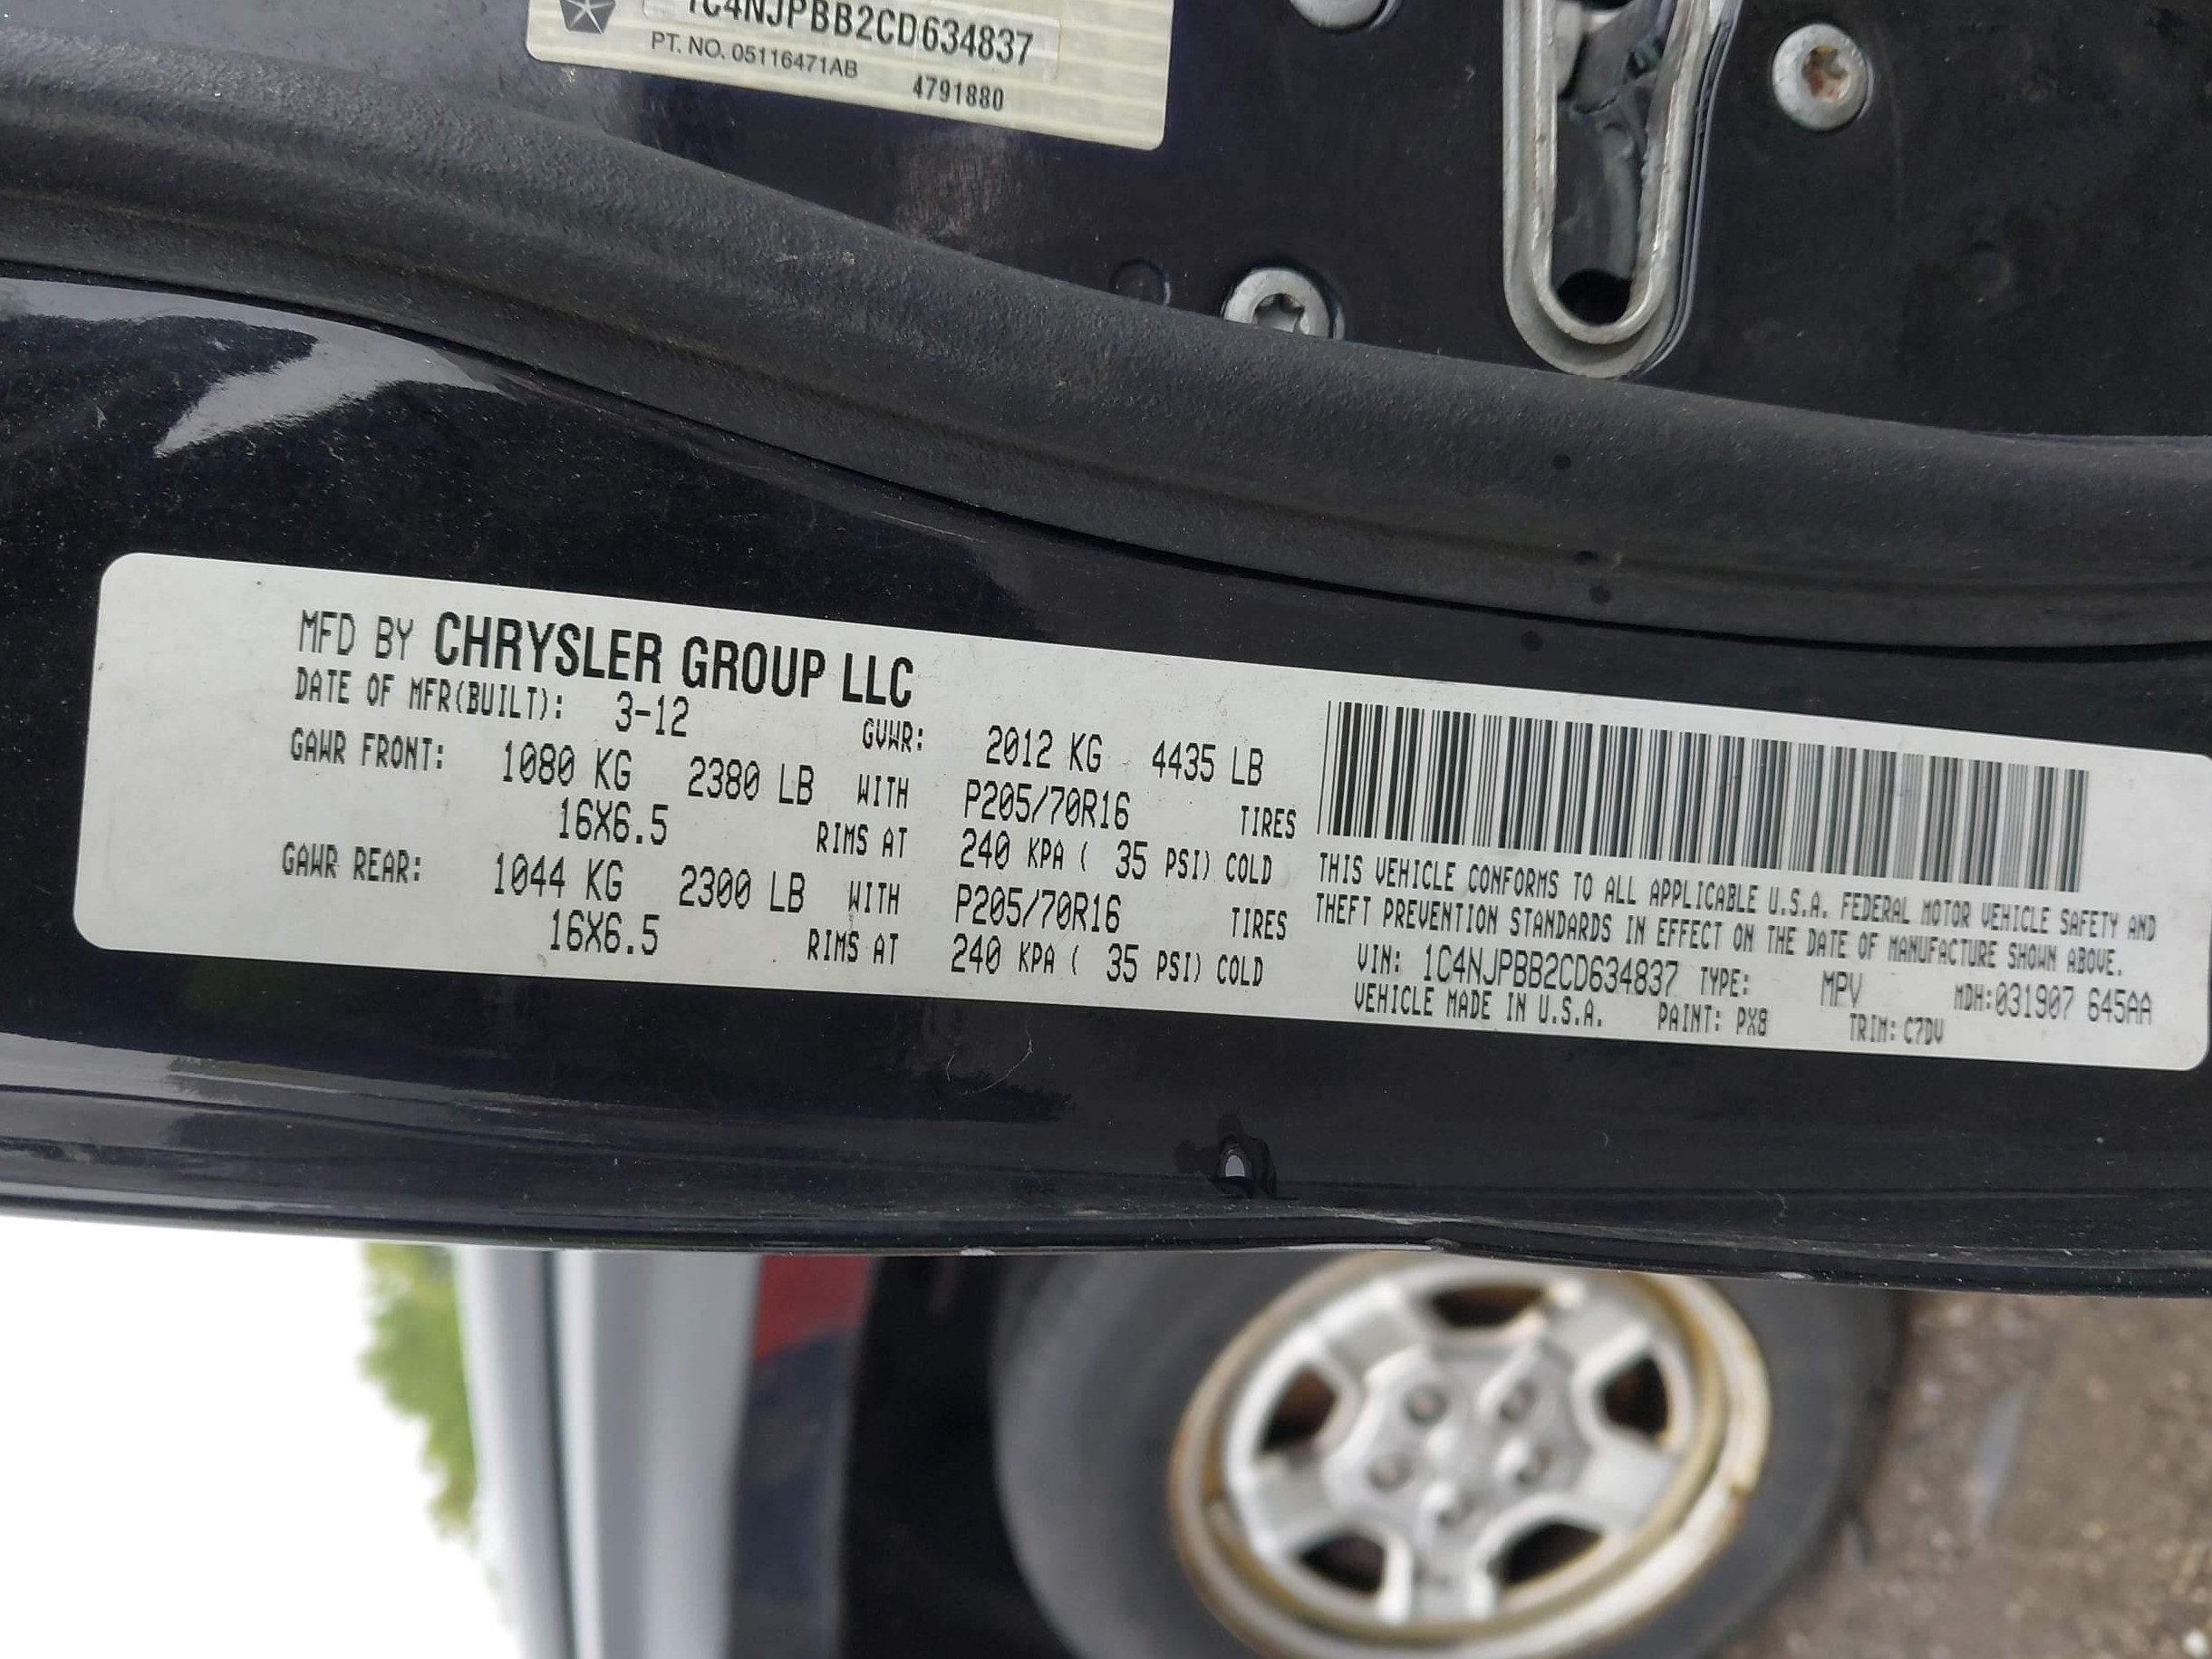 1C4NJPBB2CD634837
PT. NO. 05116471AB
4791880
MFD BY CHRYSLER GROUP LLC
DATE OF MFR(BUILT): 3-12 GVWR: 2012 KG 4435 LB
GAWR FRONT: 1080 KG 2380 LB WITH P205/70R16 TIRES
16X6.5 RIMS AT 240 KPA ( 35 PSI) COLD
GAWR REAR: 1044 KG 2300 LB WITH P205/70R16 TIRES
16X6.5 RIMS AT 240 KPA ( 35 PSI) COLD
THIS VEHICLE CONFORMS TO ALL APPLICABLE U.S.A. FEDERAL MOTOR VEHICLE SAFETY AND
THEFT PREVENTION STANDARDS IN EFFECT ON THE DATE OF MANUFACTURE SHOWN ABOVE.
VIN: 1C4NJPBB2CD634837 TYPE: MPV MDH:031907 645AA
VEHICLE MADE IN U.S.A. PAINT: PX8 TRIM: C7DV